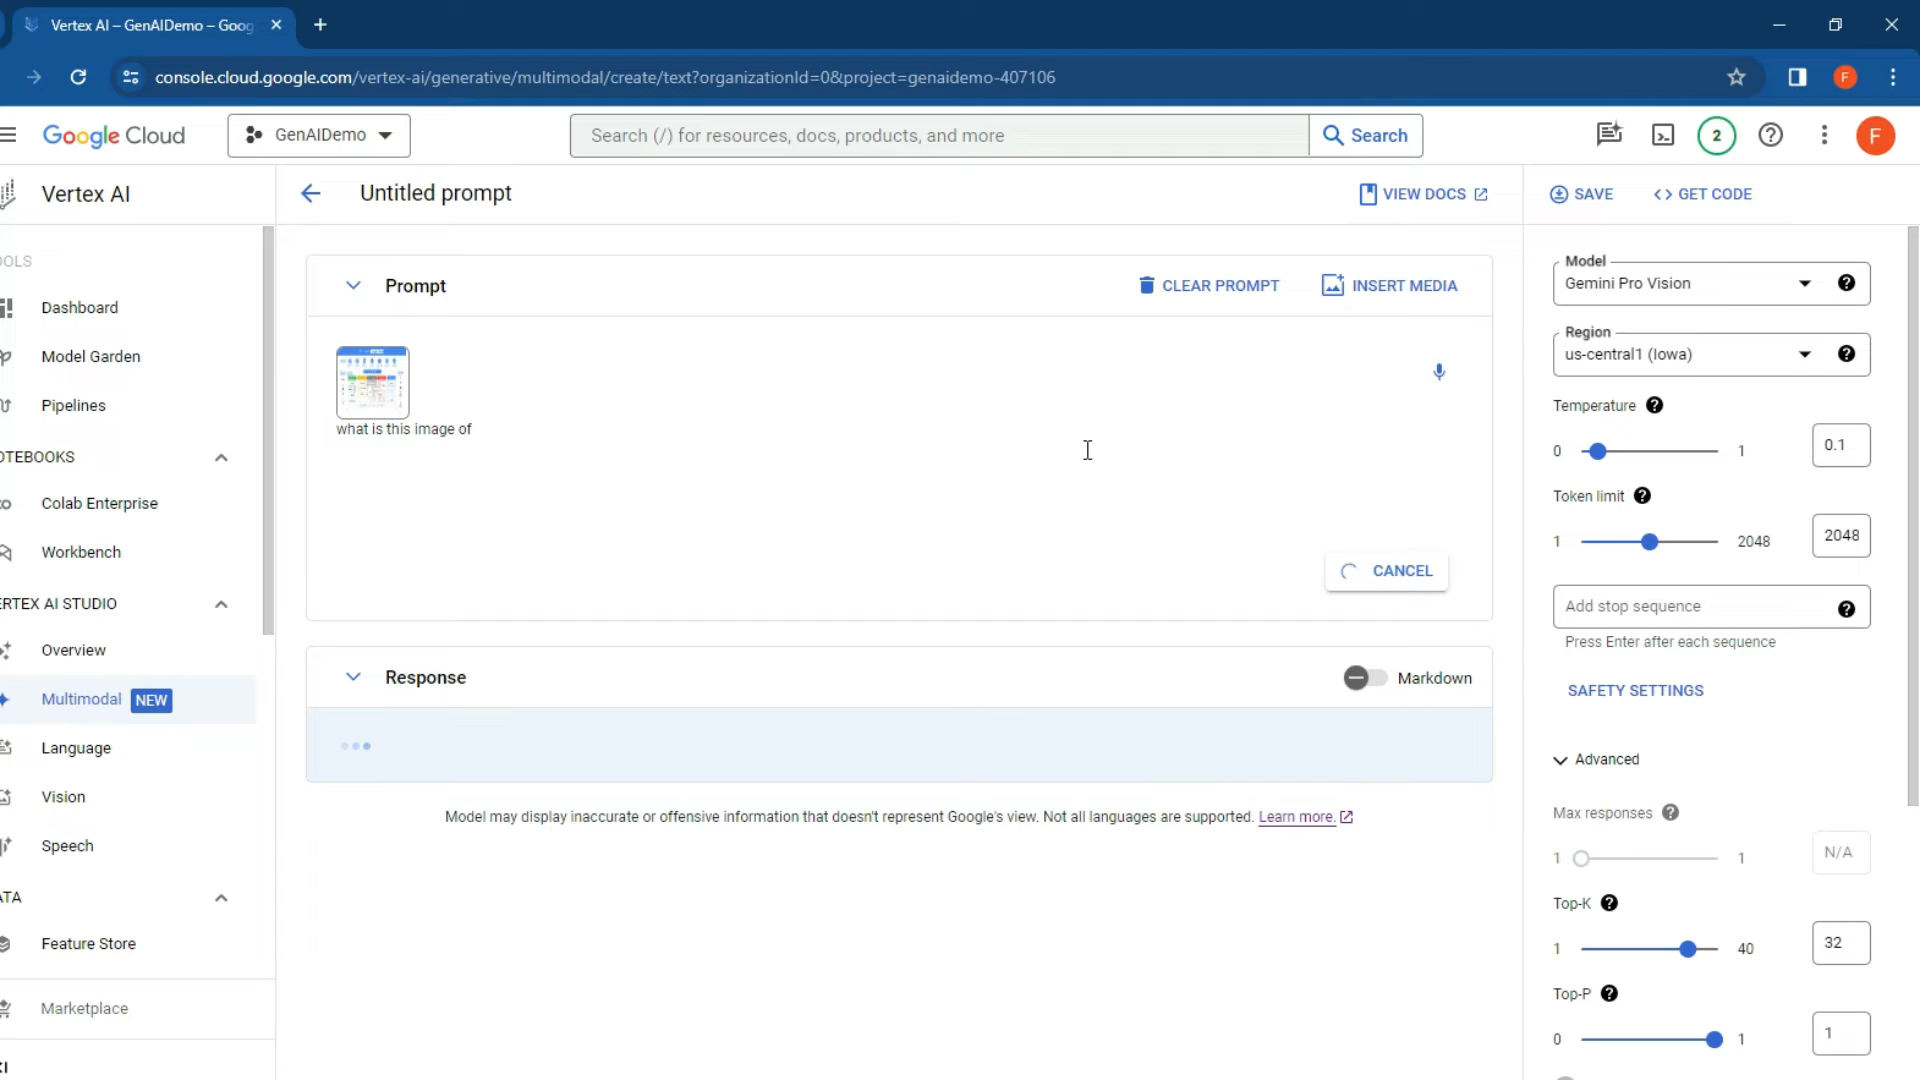 Vertex AI – GenAIDemo – Goog
console.cloud.google.com/vertex-ai/generative/multimodal/create/text?organizationId=0&project=genaidemo-407106
F
Google Cloud
GenAIDemo
Search (/) for resources, docs, products, and more
Search
2
F
Vertex AI
Untitled prompt
VIEW DOCS
SAVE
<> GET CODE
OOLS
Dashboard
Model Garden
Pipelines
OTEBOOKS
Colab Enterprise
Workbench
ERTEX AI STUDIO
Overview
Multimodal NEW
Language
Vision
Speech
ATA
Feature Store
Marketplace
Prompt
CLEAR PROMPT
INSERT MEDIA
what is this image of
CANCEL
Response
Markdown
Model may display inaccurate or offensive information that doesn't represent Google's view. Not all languages are supported. Learn more.
Model
Gemini Pro Vision
Region
us-central1 (Iowa)
Temperature
0 1 0.1
Token limit
1 2048 2048
Add stop sequence
Press Enter after each sequence
SAFETY SETTINGS
Advanced
Max responses
1 1 N/A
Top-K
1 40 32
Top-P
0 1 1